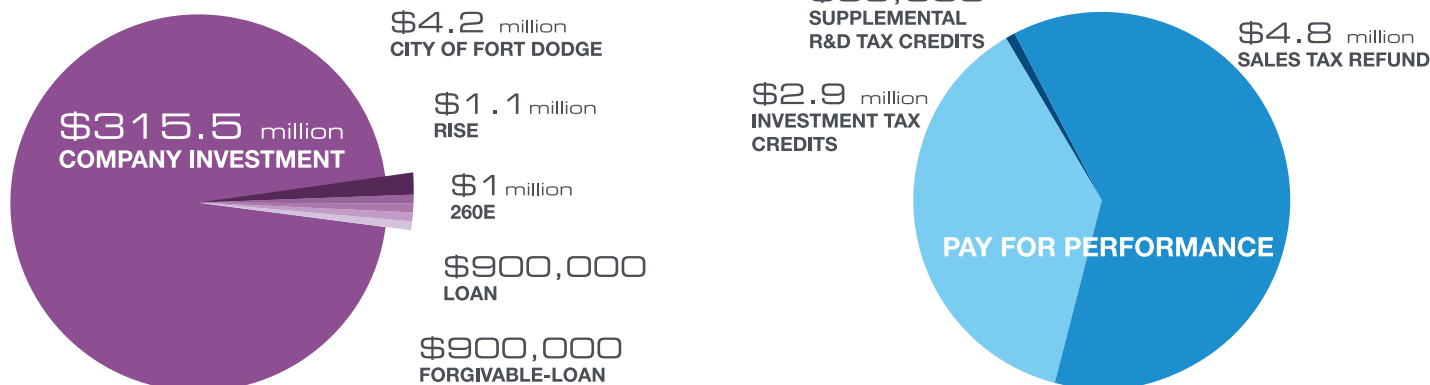 $4.2 million
CITY OF FORT DODGE
$315.5 million
COMPANY INVESTMENT
$1.1 million
RISE
$1 million
260E
$900,000
LOAN
$900,000
FORGIVABLE-LOAN
SUPPLEMENTAL
R&D TAX CREDITS
$4.8 million
SALES TAX REFUND
$2.9 million
INVESTMENT TAX
CREDITS
PAY FOR PERFORMANCE